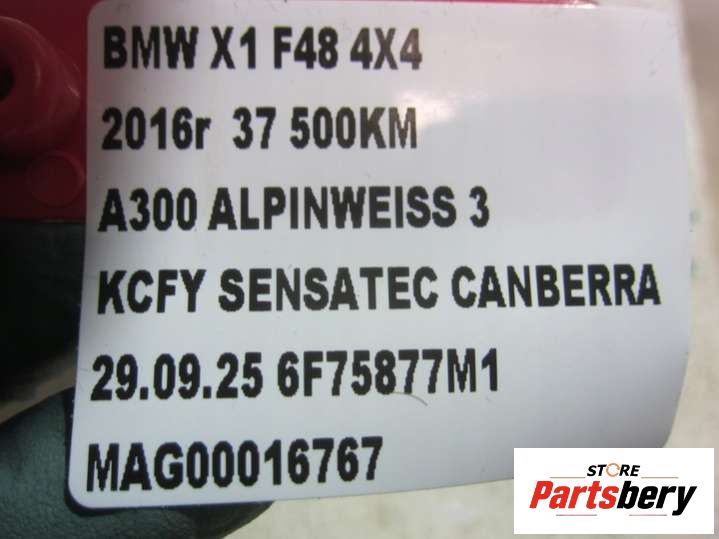 BMW X1 F48 4X4
2016r 37 500KM
A300 ALPINWEISS 3
KCFY SENSATEC CANBERRA
29.09.25 6F75877M1
MAG00016767
STORE
Partsbery